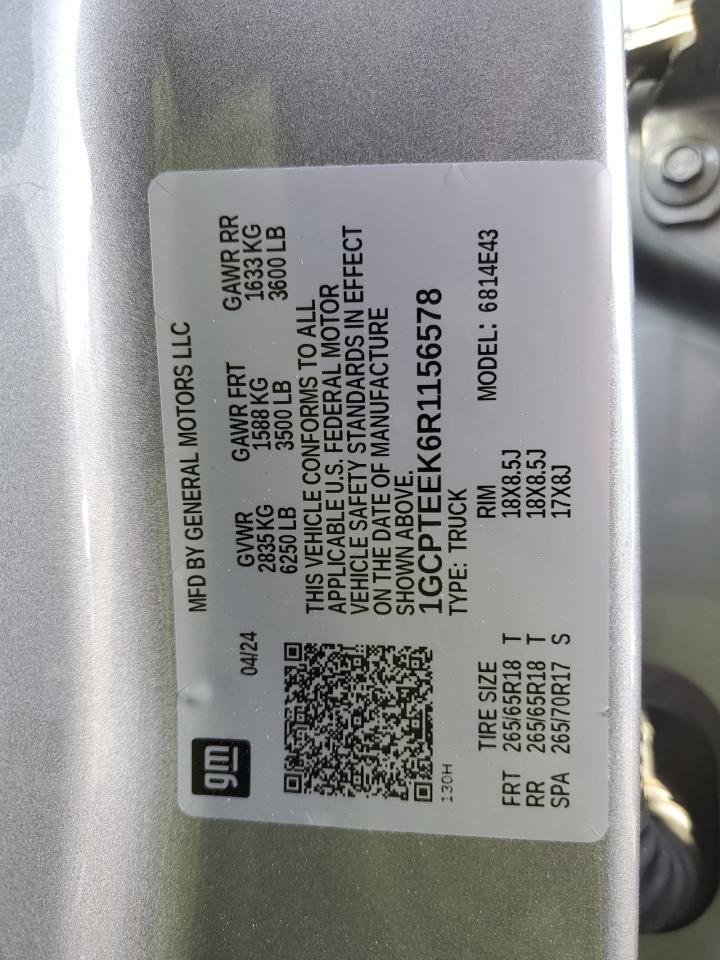 gm
MFD BY GENERAL MOTORS LLC
04/24
GVWR GAWR FRT GAWR RR
2835 KG 1588 KG 1633 KG
6250 LB 3500 LB 3600 LB
THIS VEHICLE CONFORMS TO ALL
APPLICABLE U.S. FEDERAL MOTOR
VEHICLE SAFETY STANDARDS IN EFFECT
ON THE DATE OF MANUFACTURE
SHOWN ABOVE.
1GCPTEEK6R1156578
130H
TYPE: TRUCK MODEL: 6814E43
TIRE SIZE RIM
FRT 265/65R18 T 18X8.5J
RR 265/65R18 T 18X8.5J
SPA 265/70R17 S 17X8J